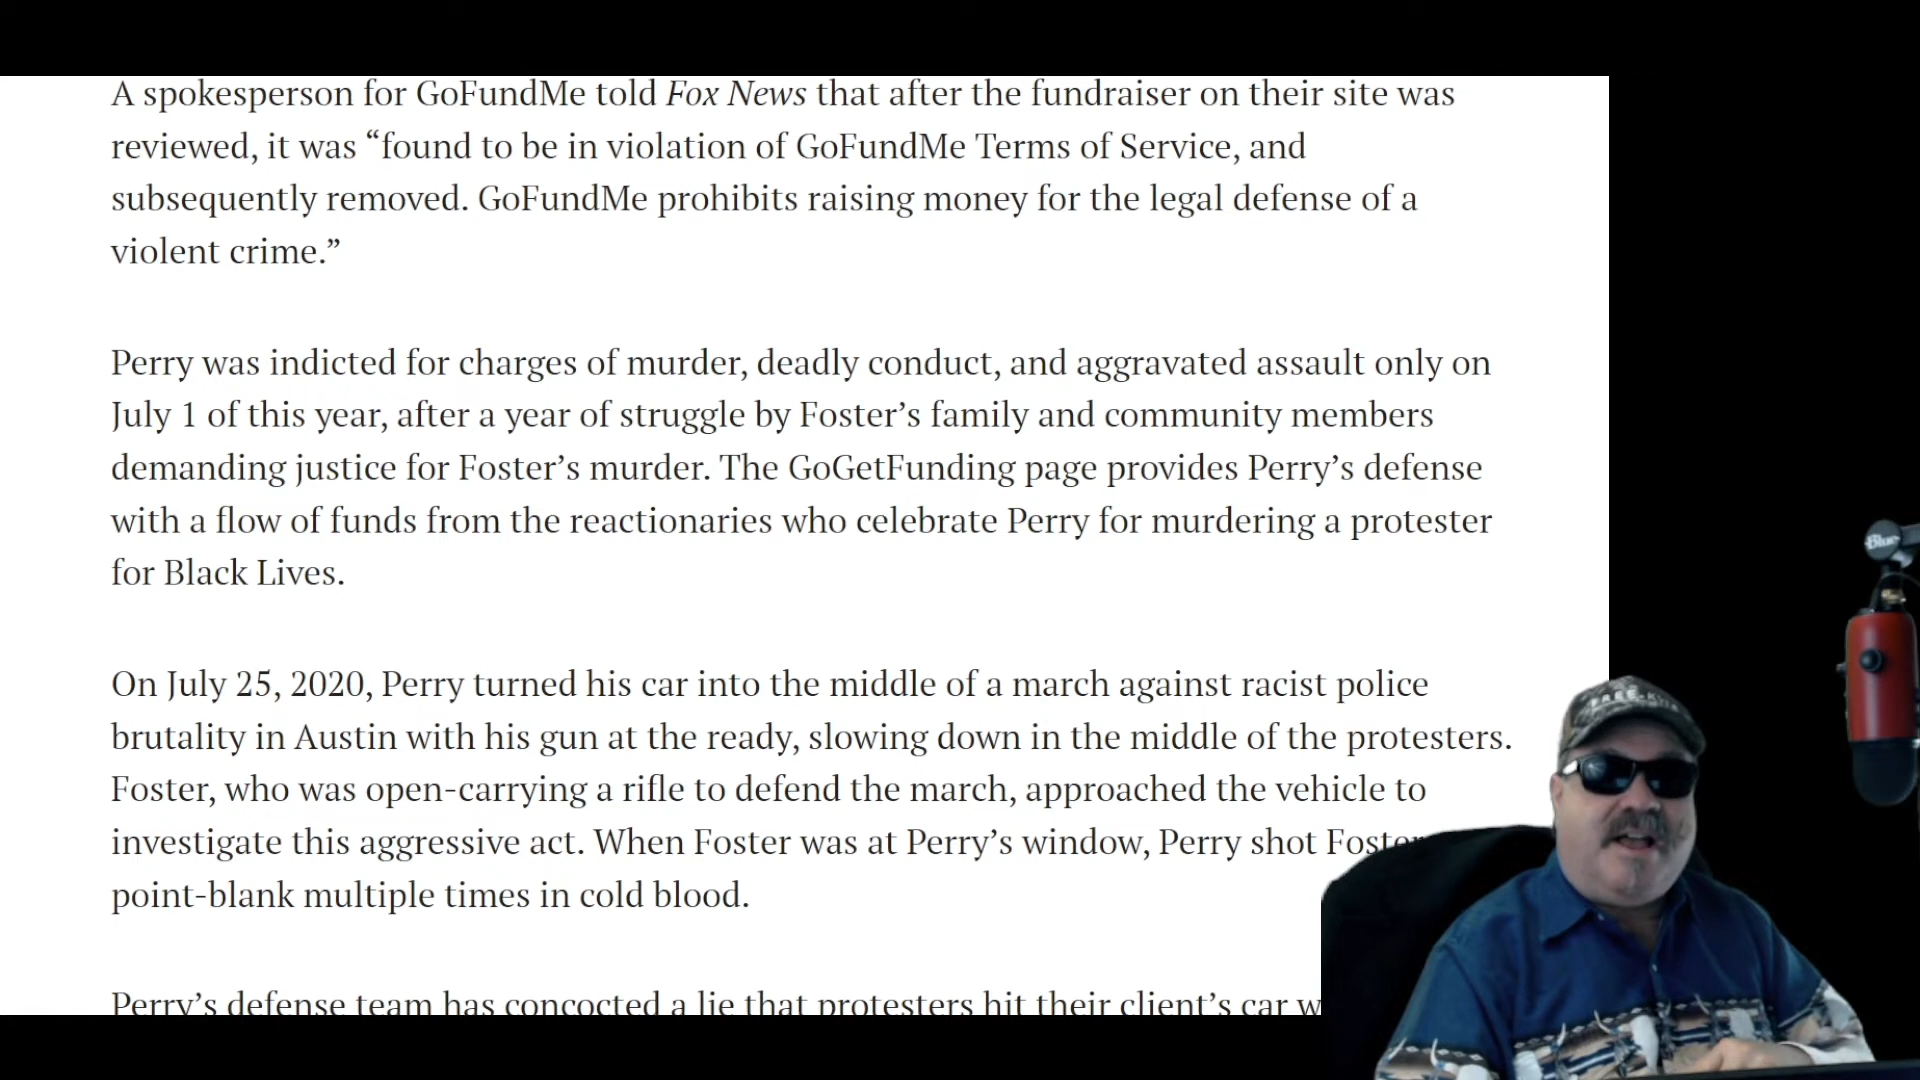 A spokesperson for GoFundMe told Fox News that after the fundraiser on their site was
reviewed, it was “found to be in violation of GoFundMe Terms of Service, and
subsequently removed. GoFundMe prohibits raising money for the legal defense of a
violent crime.”
Perry was indicted for charges of murder, deadly conduct, and aggravated assault only on
July 1 of this year, after a year of struggle by Foster’s family and community members
demanding justice for Foster’s murder. The GoGetFunding page provides Perry’s defense
with a flow of funds from the reactionaries who celebrate Perry for murdering a protester
for Black Lives.
On July 25, 2020, Perry turned his car into the middle of a march against racist police
brutality in Austin with his gun at the ready, slowing down in the middle of the protesters.
Foster, who was open-carrying a rifle to defend the march, approached the vehicle to
investigate this aggressive act. When Foster was at Perry’s window, Perry shot Foster
point-blank multiple times in cold blood.
Perry’s defense team has concocted a lie that protesters hit their client’s car
Blue